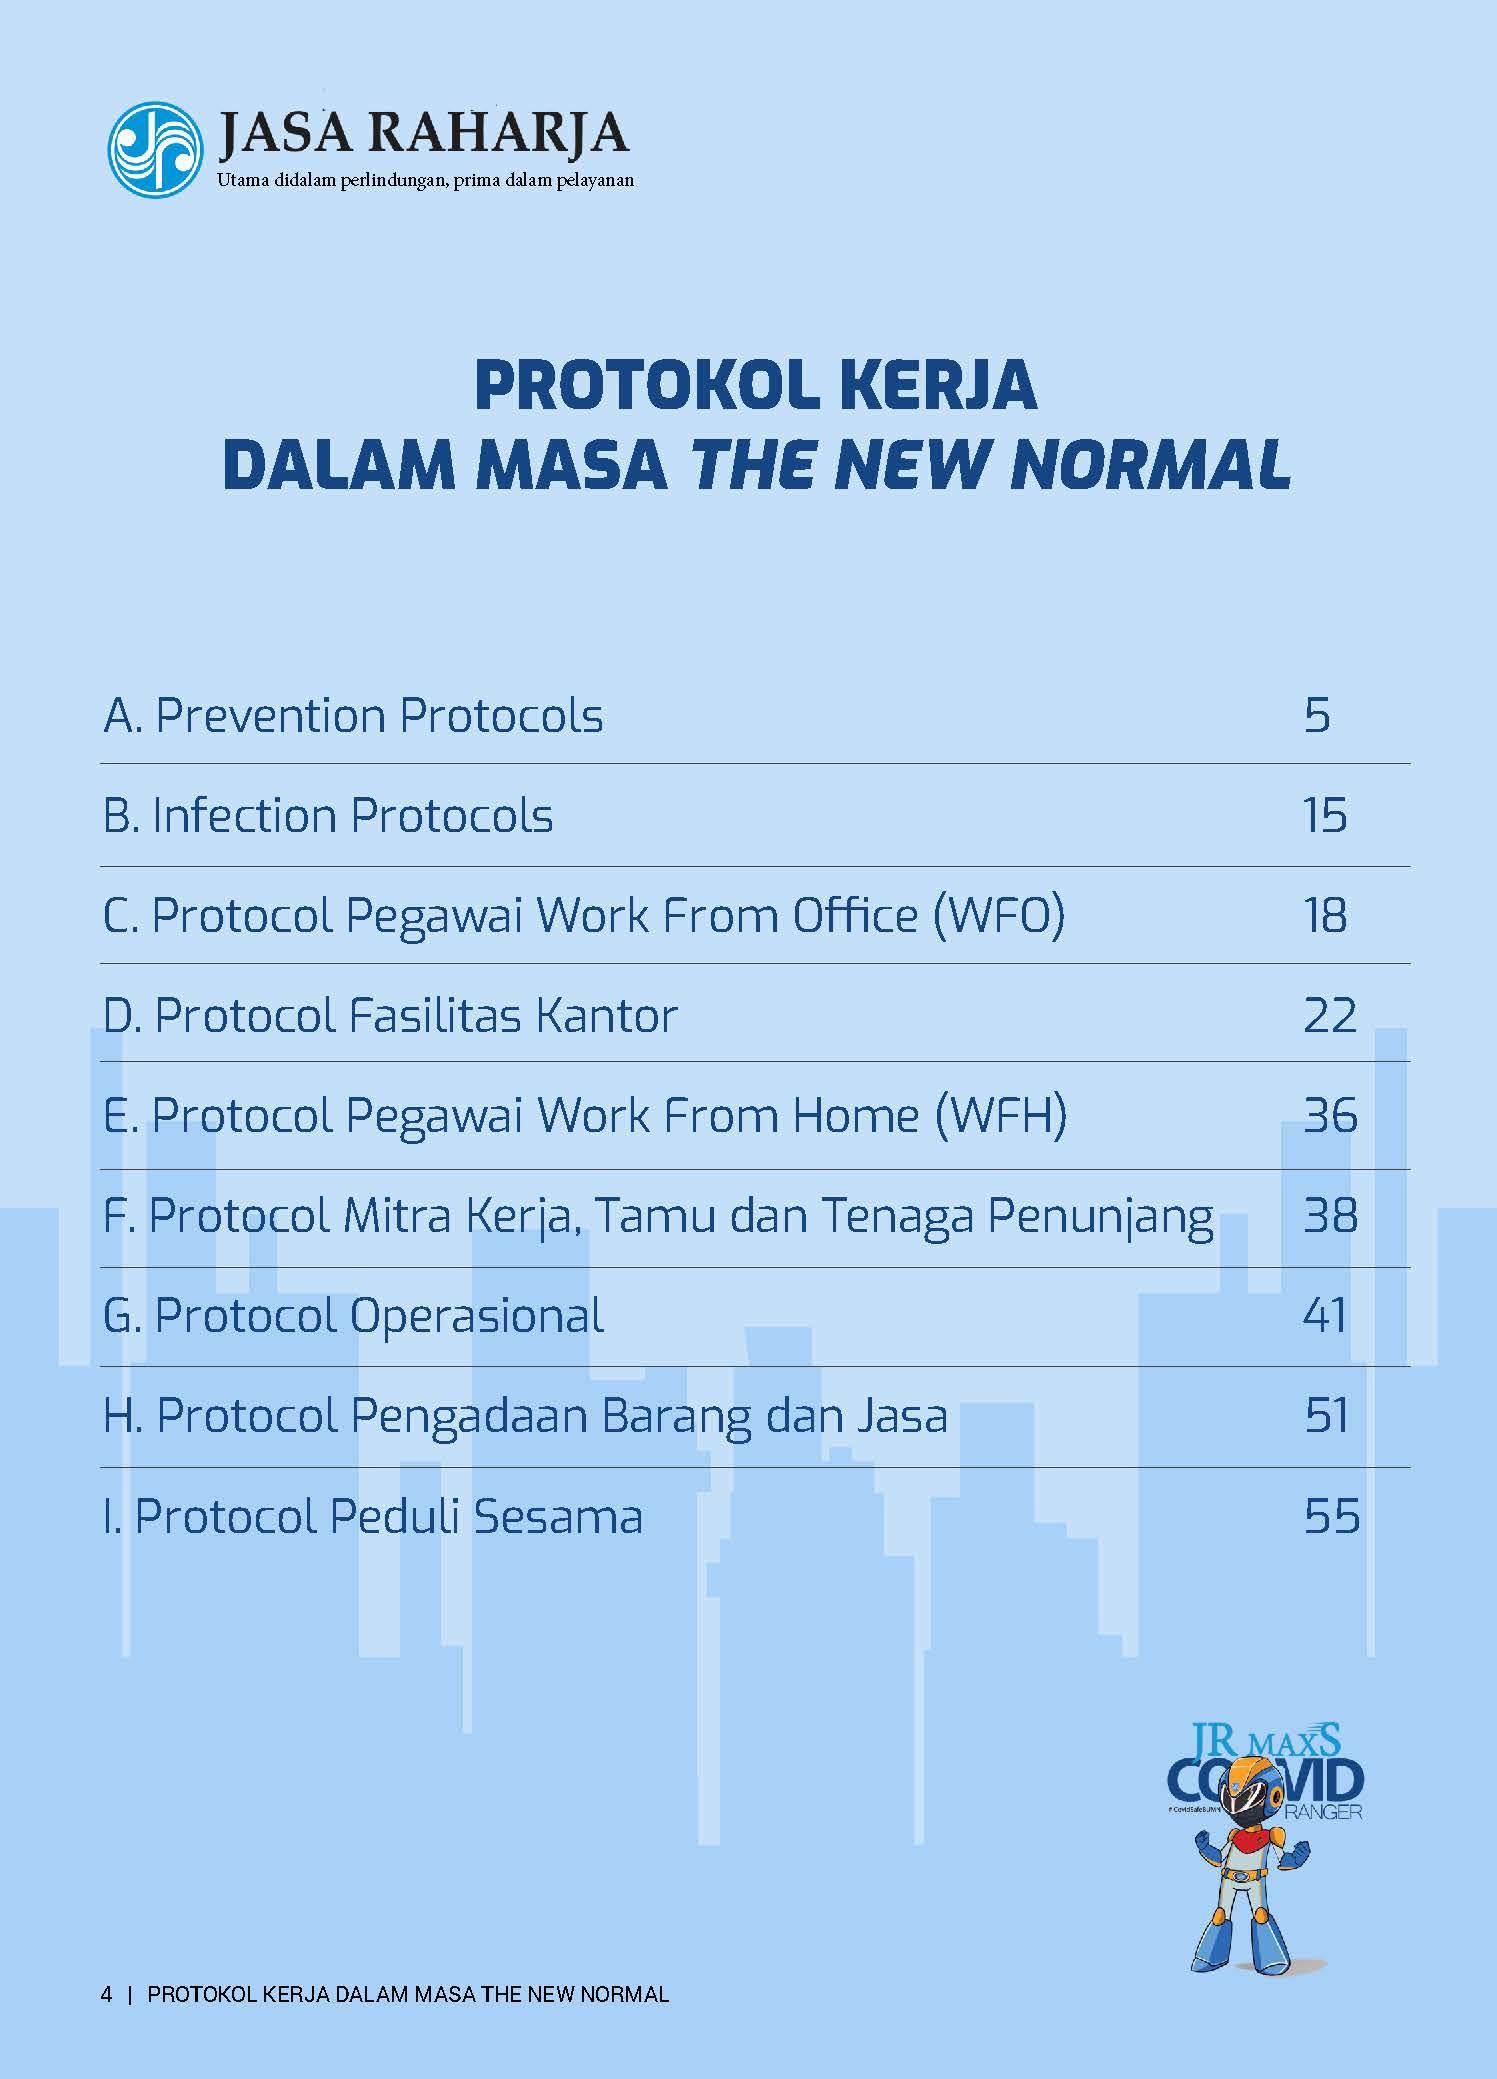 JASA RAHARJA
Utama didalam perlindungan, prima dalam pelayanan
PROTOKOL KERJA
DALAM MASA THE NEW NORMAL
A. Prevention Protocols 5
B. Infection Protocols 15
C. Protocol Pegawai Work From Office (WFO) 18
D. Protocol Fasilitas Kantor 22
E. Protocol Pegawai Work From Home (WFH) 36
F. Protocol Mitra Kerja, Tamu dan Tenaga Penunjang 38
G. Protocol Operasional 41
H. Protocol Pengadaan Barang dan Jasa 51
I. Protocol Peduli Sesama 55
JR MAXS
COVID
#CovidSafeBUMN
RANGER
4 | PROTOKOL KERJA DALAM MASA THE NEW NORMAL